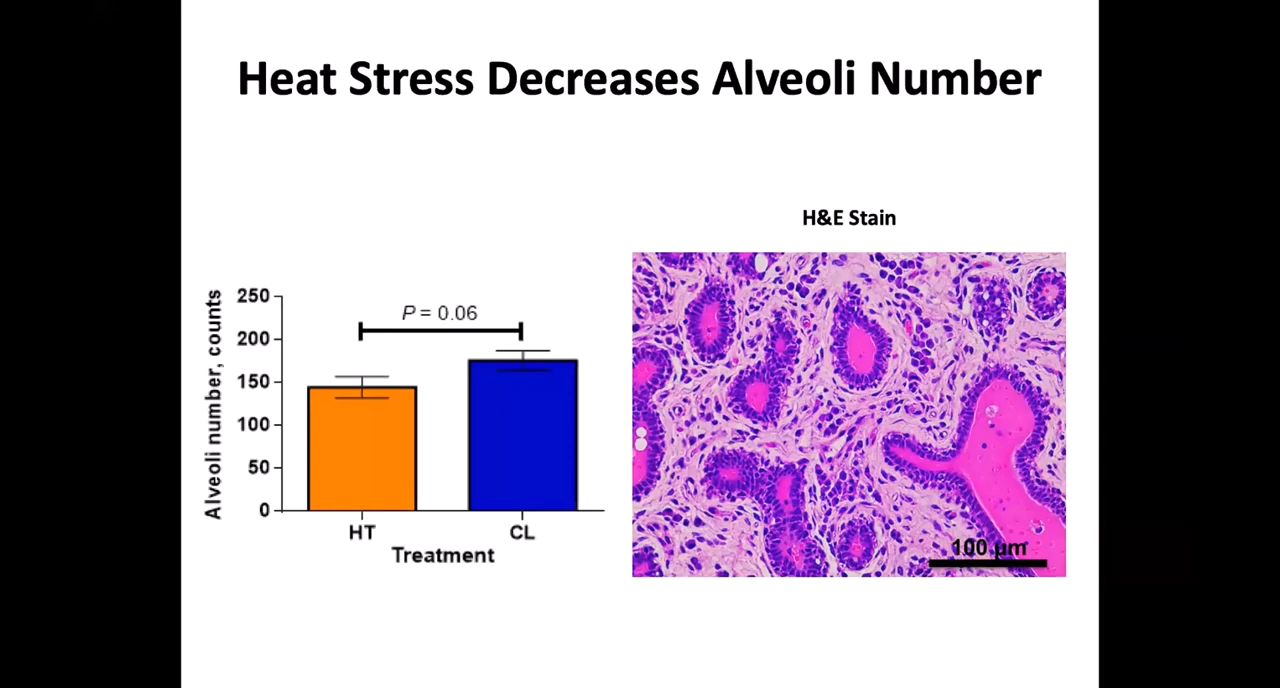 Heat Stress Decreases Alveoli Number
H&E Stain
Alveoli number, counts
250
200
150
100
50
0
P = 0.06
HT
CL
Treatment
100 µm